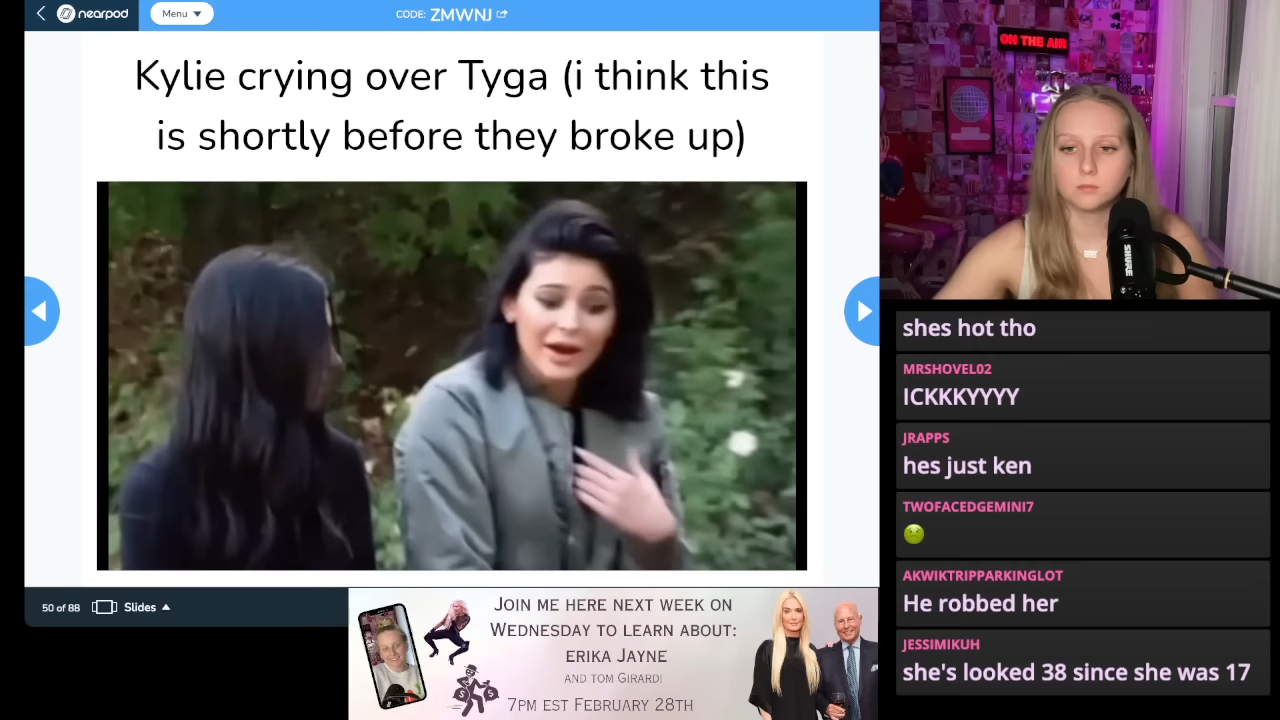 nearpod
Menu
CODE: ZMWNJ
Kylie crying over Tyga (i think this
is shortly before they broke up)
50 of 88
Slides
JOIN ME HERE NEXT WEEK ON
WEDNESDAY TO LEARN ABOUT:
ERIKA JAYNE
AND TOM GIRARDI
7PM EST FEBRUARY 28TH
ON THE AIR
SHURE
shes hot tho
MRSHOVEL02
ICKKKYYYY
JRAPPS
hes just ken
TWOFACEDGEMINI7
AKWIKTRIPPARKINGLOT
He robbed her
JESSIMIKUH
she's looked 38 since she was 17